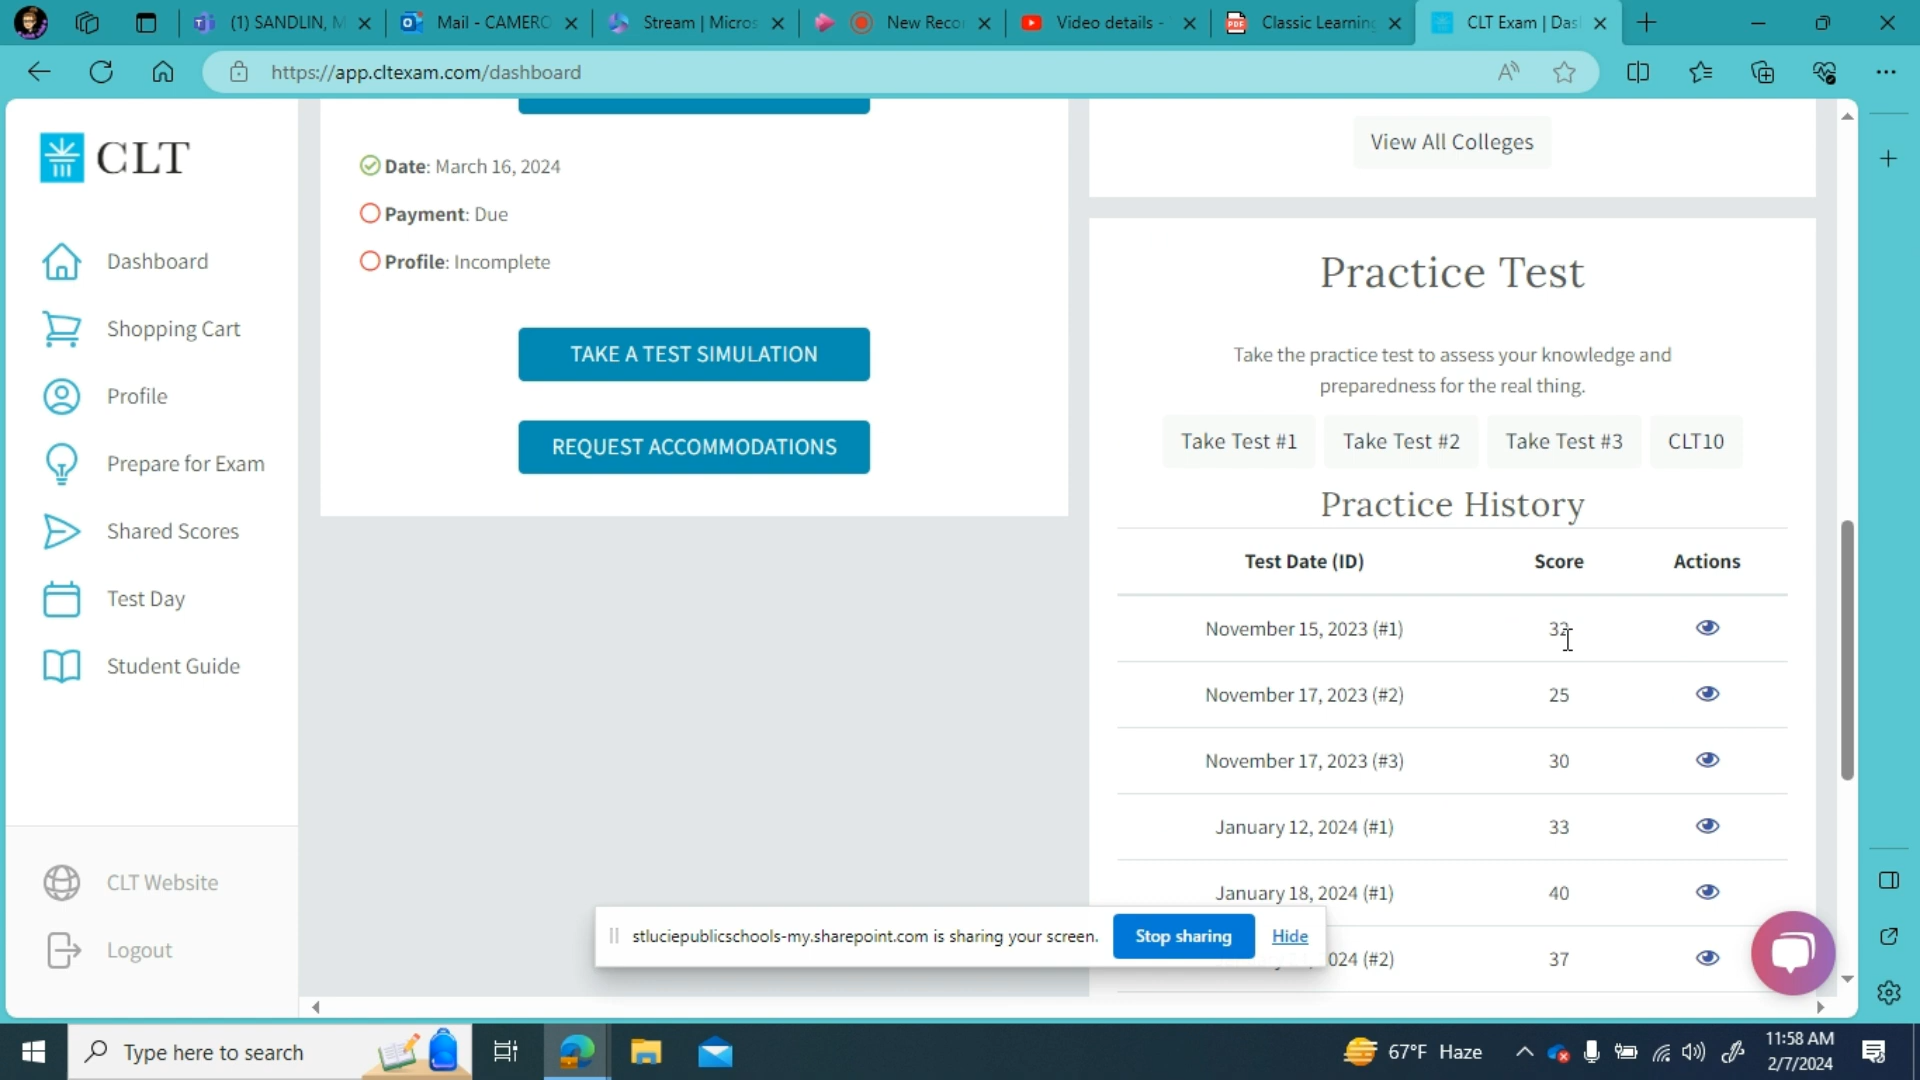 (1) SANDLIN, M
Mail - CAMERO
Stream | Micros
New Recor
Video details -
Classic Learning
CLT Exam | Das
https://app.cltexam.com/dashboard
CLT
Dashboard
Shopping Cart
Profile
Prepare for Exam
Shared Scores
Test Day
Student Guide
CLT Website
Logout
Date: March 16, 2024
Payment: Due
Profile: Incomplete
TAKE A TEST SIMULATION
REQUEST ACCOMMODATIONS
View All Colleges
Practice Test
Take the practice test to assess your knowledge and
preparedness for the real thing.
Take Test #1 Take Test #2 Take Test #3 CLT10
Practice History
Test Date (ID) Score Actions
November 15, 2023 (#1) 32
November 17, 2023 (#2) 25
November 17, 2023 (#3) 30
January 12, 2024 (#1) 33
January 18, 2024 (#1) 40
024 (#2) 37
stluciepublicschools-my.sharepoint.com is sharing your screen. Stop sharing Hide
Type here to search
67°F Haze
11:58 AM
2/7/2024